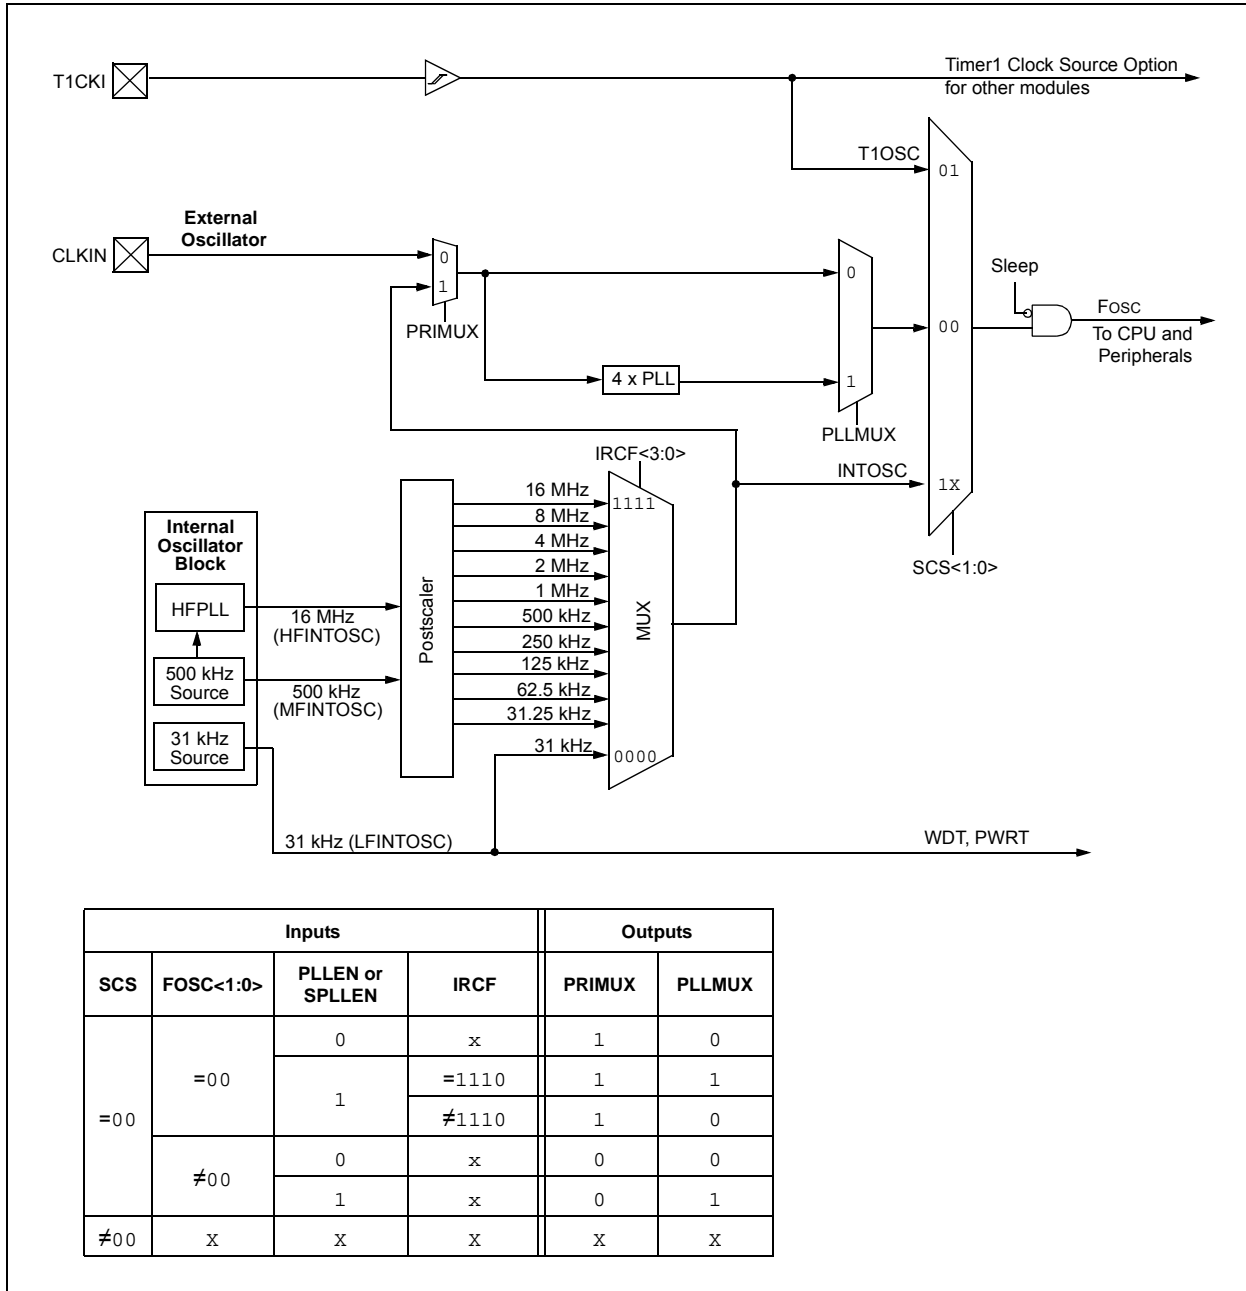 T1CKI
Timer1 Clock Source Option
for other modules
T1OSC
01
External
Oscillator
CLKIN
0
1
PRIMUX
0
Sleep
00
FOSC
To CPU and
Peripherals
4 x PLL
1
PLLMUX
IRCF<3:0>
INTOSC
1X
SCS<1:0>
Internal
Oscillator
Block
HFPLL
500 kHz
Source
31 kHz
Source
16 MHz
(HFINTOSC)
500 kHz
(MFINTOSC)
Postscaler
16 MHz
8 MHz
4 MHz
2 MHz
1 MHz
500 kHz
250 kHz
125 kHz
62.5 kHz
31.25 kHz
31 kHz
1111
MUX
0000
31 kHz (LFINTOSC)
WDT, PWRT
Inputs Outputs
SCS FOSC<1:0> PLLEN or SPLLEN IRCF PRIMUX PLLMUX
=00 =00 0 x 1 0
1 =1110 1 1
≠1110 1 0
≠00 0 x 0 0
1 x 0 1
≠00 X X X X X